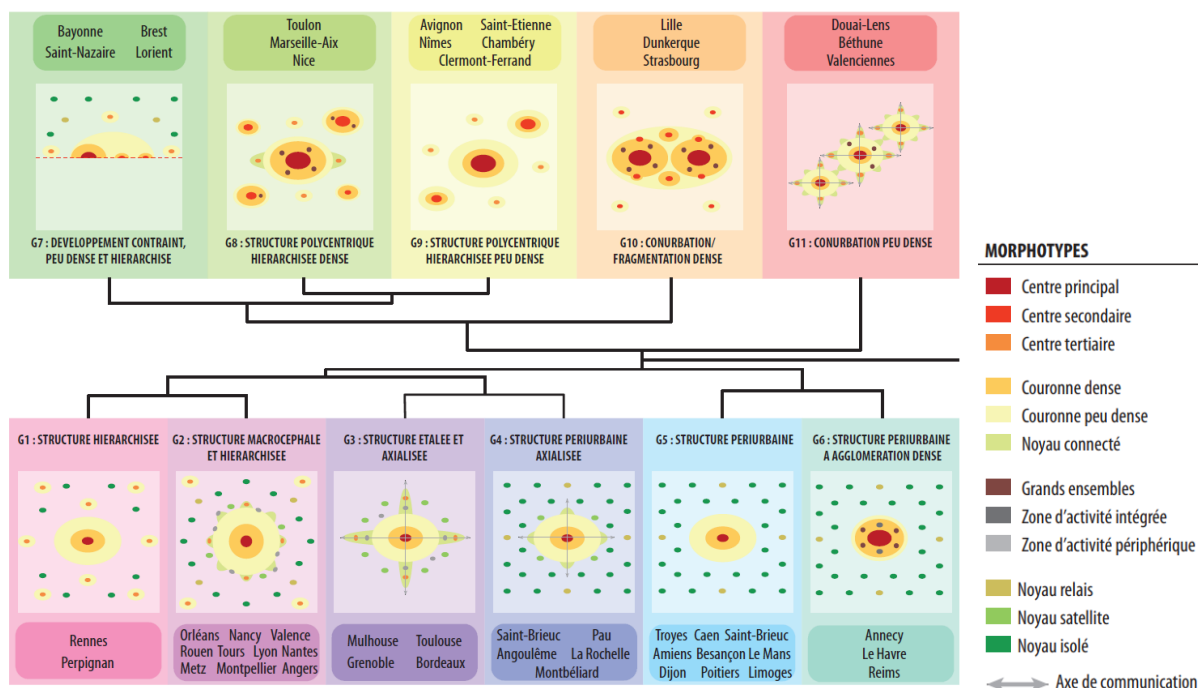 Bayonne Brest
Saint-Nazaire Lorient
Toulon
Marseille-Aix
Nice
Avignon Saint-Etienne
Nîmes Chambéry
Clermont-Ferrand
Lille
Dunkerque
Strasbourg
Douai-Lens
Béthune
Valenciennes
G7 : DEVELOPPEMENT CONTRAINT,
PEU DENSE ET HIERARCHISE
G8 : STRUCTURE POLYCENTRIQUE
HIERARCHISEE DENSE
G9 : STRUCTURE POLYCENTRIQUE
HIERARCHISEE PEU DENSE
G10 : CONURBATION/
FRAGMENTATION DENSE
G11 : CONURBATION PEU DENSE
G1 : STRUCTURE HIERARCHISEE
G2 : STRUCTURE MACROCEPHALE
ET HIERARCHISEE
G3 : STRUCTURE ETALEE ET
AXIALISEE
G4 : STRUCTURE PERIURBAINE
AXIALISEE
G5 : STRUCTURE PERIURBAINE
G6 : STRUCTURE PERIURBAINE
A AGGLOMERATION DENSE
Rennes
Perpignan
Orléans Nancy Valence
Rouen Tours Lyon Nantes
Metz Montpellier Angers
Mulhouse Toulouse
Grenoble Bordeaux
Saint-Brieuc Pau
Angoulême La Rochelle
Montbéliard
Troyes Caen Saint-Brieuc
Amiens Besançon Le Mans
Dijon Poitiers Limoges
Annecy
Le Havre
Reims
MORPHOTYPES
Centre principal
Centre secondaire
Centre tertiaire
Couronne dense
Couronne peu dense
Noyau connecté
Grands ensembles
Zone d'activité intégrée
Zone d'activité périphérique
Noyau relais
Noyau satellite
Noyau isolé
Axe de communication